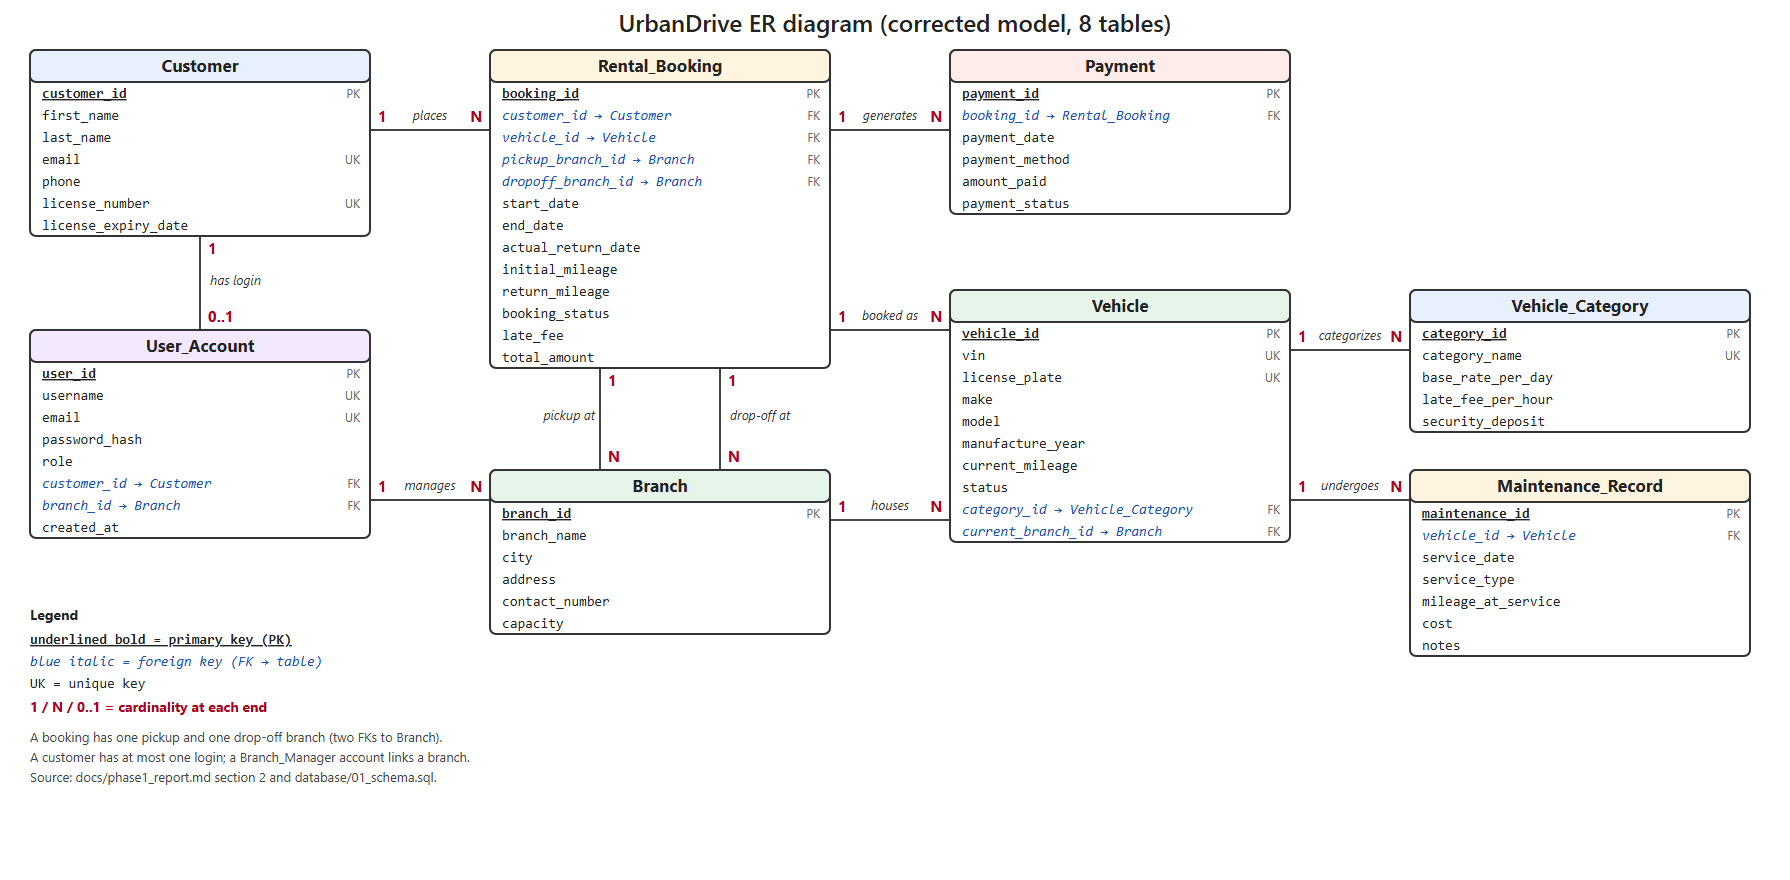 UrbanDrive ER diagram (corrected model, 8 tables)
Customer
customer_id PK
first_name
last_name
email UK
phone
license_number UK
license_expiry_date
1 places N
Rental_Booking
booking_id PK
customer_id → Customer FK
vehicle_id → Vehicle FK
pickup_branch_id → Branch FK
dropoff_branch_id → Branch FK
start_date
end_date
actual_return_date
initial_mileage
return_mileage
booking_status
late_fee
total_amount
1 generates N
Payment
payment_id PK
booking_id → Rental_Booking FK
payment_date
payment_method
amount_paid
payment_status
1
has login
0..1
1 booked as N
Vehicle
vehicle_id PK
vin UK
license_plate UK
make
model
manufacture_year
current_mileage
status
category_id → Vehicle_Category FK
current_branch_id → Branch FK
1 categorizes N
Vehicle_Category
category_id PK
category_name UK
base_rate_per_day
late_fee_per_hour
security_deposit
User_Account
user_id PK
username UK
email UK
password_hash
role
customer_id → Customer FK
branch_id → Branch FK
created_at
1 1
pickup at drop-off at
N N
1 manages N
Branch
branch_id PK
branch_name
city
address
contact_number
capacity
1 houses N
1 undergoes N
Maintenance_Record
maintenance_id PK
vehicle_id → Vehicle FK
service_date
service_type
mileage_at_service
cost
notes
Legend
underlined bold = primary key (PK)
blue italic = foreign key (FK → table)
UK = unique key
1 / N / 0..1 = cardinality at each end
A booking has one pickup and one drop-off branch (two FKs to Branch).
A customer has at most one login; a Branch_Manager account links a branch.
Source: docs/phase1_report.md section 2 and database/01_schema.sql.